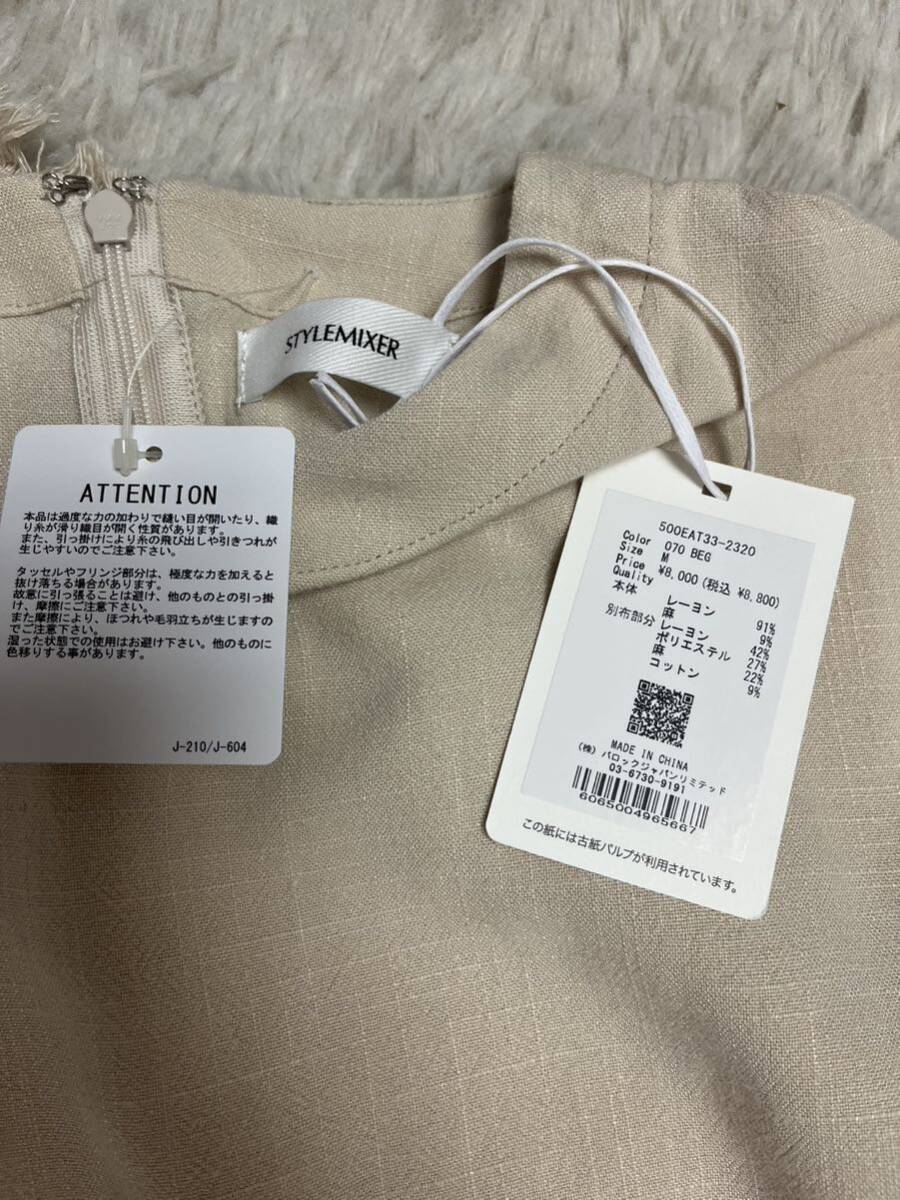 STYLEMIXER
ATTENTION
本品は過度な力の加わりで縫い目が開いたり、織
り糸が滑り織目が開く性質があります。
また、引っ掛けにより糸の飛び出しや引きつれが
生じやすいのでご注意下さい。
タッセルやフリンジ部分は、極度な力を加えると
抜け落ちる場合があります。
故意に引っ張ることは避け、他のものとの引っ掛
け、摩擦にご注意下さい。
また摩擦により、ほつれや毛羽立ちが生じますの
でご注意下さい。
湿った状態での使用はお避け下さい。他のものに
色移りする事があります。
J-210/J-604
500EAT33-2320
Color 070 BEG
Size M
Price ¥8,000(税込 ¥8,800)
Quality
本体 レーヨン 91%
麻 9%
別布部分 レーヨン 42%
ポリエステル 27%
麻 22%
コットン 9%
MADE IN CHINA
(株)バロックジャパンリミテッド
03-6730-9191
6065004965667
この紙には古紙パルプが利用されています。